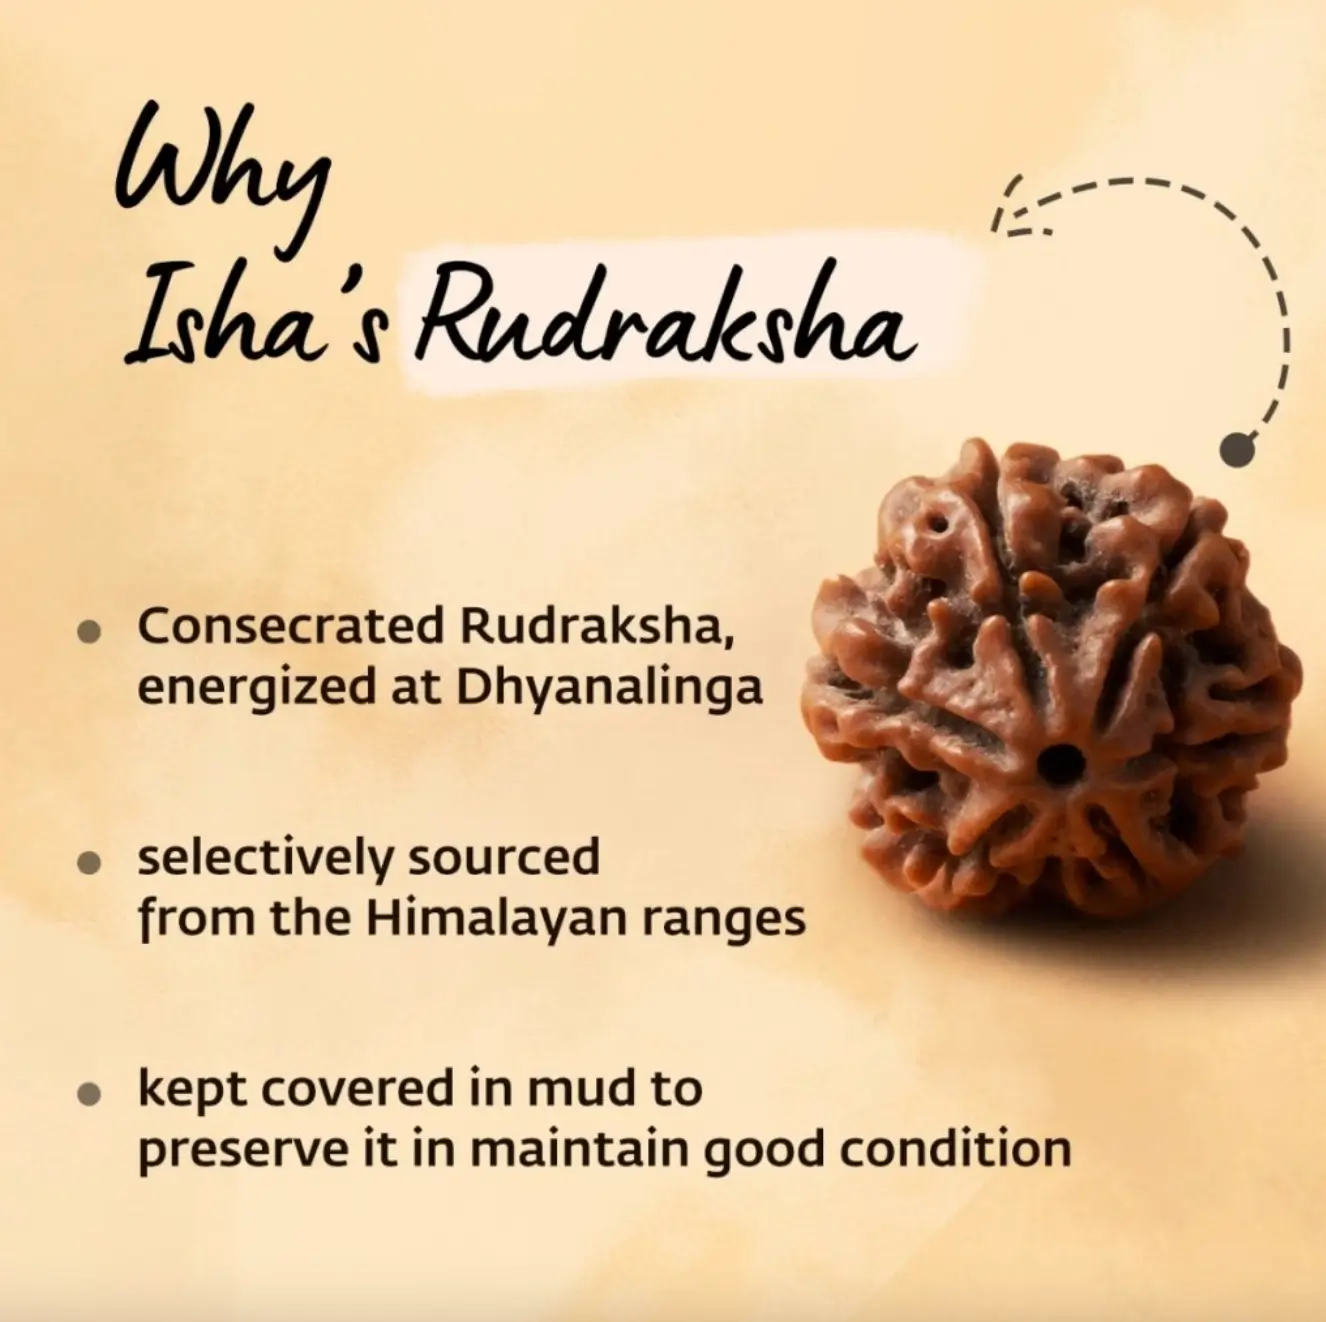 Why
Isha's Rudraksha
Consecrated Rudraksha,
energized at Dhyanalinga
selectively sourced
from the Himalayan ranges
kept covered in mud to
preserve it in maintain good condition